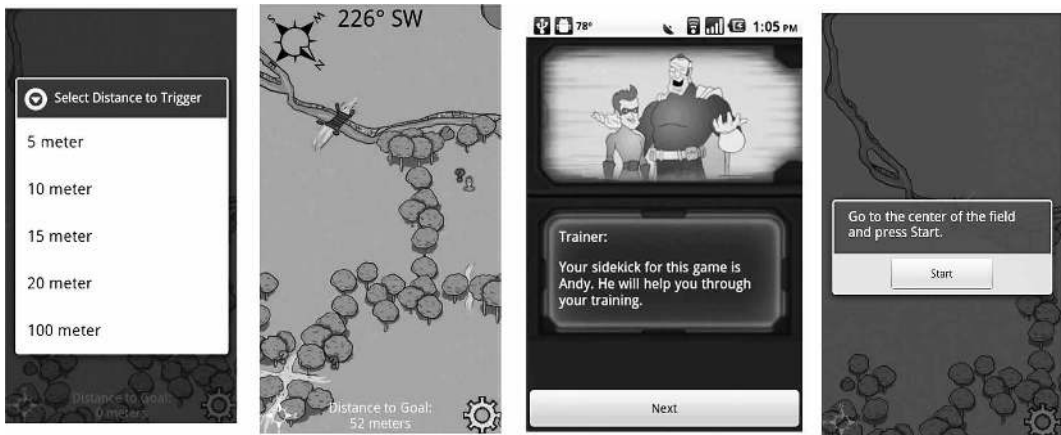 Select Distance to Trigger
5 meter
10 meter
15 meter
20 meter
100 meter
Distance to Goal:
0 meters
226° SW
S
W
N
Distance to Goal:
52 meters
78°
1:05 PM
Trainer:
Your sidekick for this game is
Andy. He will help you through
your training.
Next
Go to the center of the field
and press Start.
Start